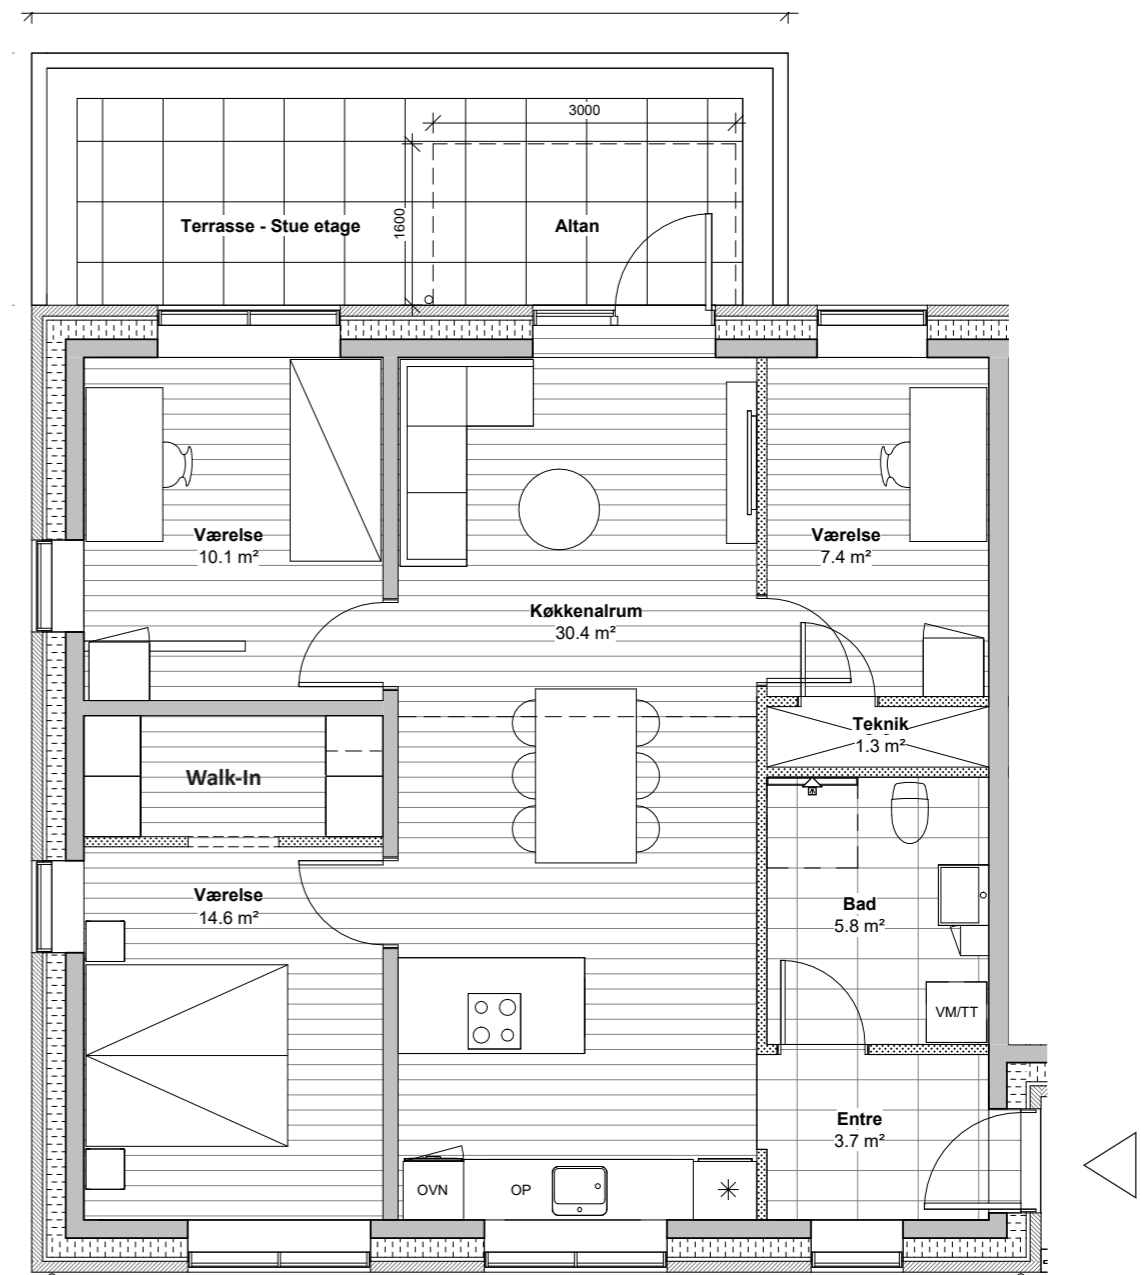 3000
1600
Terrasse - Stue etage
Altan
Værelse
10.1 m²
Køkkenalrum
30.4 m²
Værelse
7.4 m²
Teknik
1.3 m²
Walk-In
Værelse
14.6 m²
Bad
5.8 m²
VM/TT
Entre
3.7 m²
OVN
OP